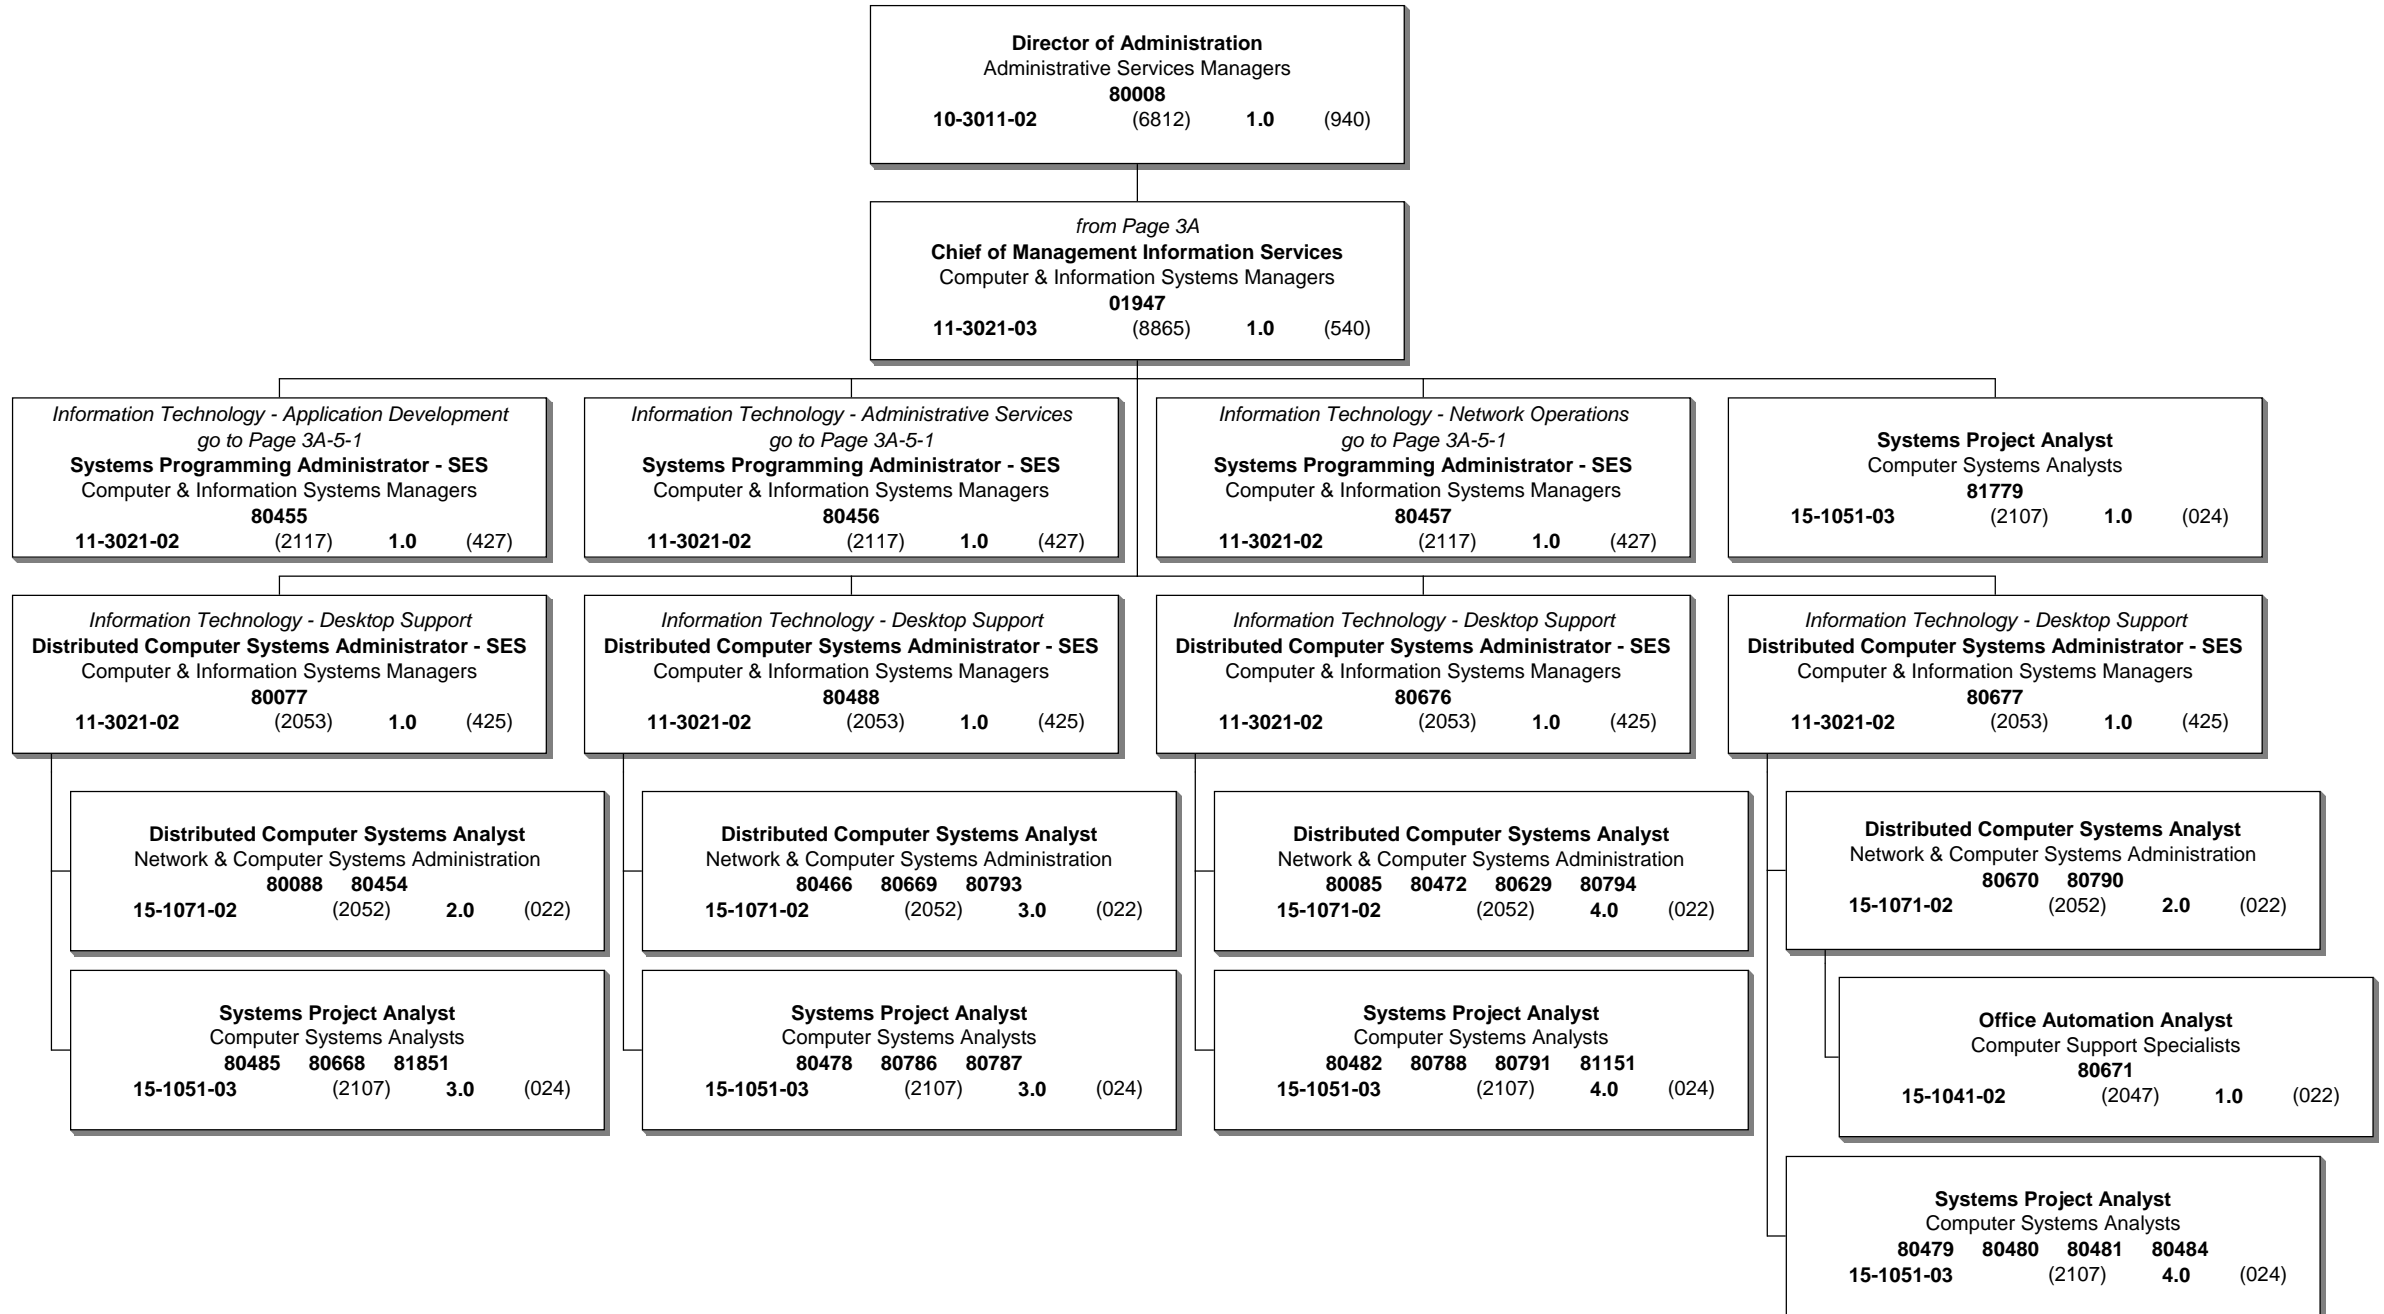 Director of Administration
Administrative Services Managers
80008
10-3011-02 (6812) 1.0 (940)
from Page 3A
Chief of Management Information Services
Computer & Information Systems Managers
01947
11-3021-03 (8865) 1.0 (540)
Information Technology - Application Development
go to Page 3A-5-1
Systems Programming Administrator - SES
Computer & Information Systems Managers
80455
11-3021-02 (2117) 1.0 (427)
Information Technology - Administrative Services
go to Page 3A-5-1
Systems Programming Administrator - SES
Computer & Information Systems Managers
80456
11-3021-02 (2117) 1.0 (427)
Information Technology - Network Operations
go to Page 3A-5-1
Systems Programming Administrator - SES
Computer & Information Systems Managers
80457
11-3021-02 (2117) 1.0 (427)
Systems Project Analyst
Computer Systems Analysts
81779
15-1051-03 (2107) 1.0 (024)
Information Technology - Desktop Support
Distributed Computer Systems Administrator - SES
Computer & Information Systems Managers
80077
11-3021-02 (2053) 1.0 (425)
Information Technology - Desktop Support
Distributed Computer Systems Administrator - SES
Computer & Information Systems Managers
80488
11-3021-02 (2053) 1.0 (425)
Information Technology - Desktop Support
Distributed Computer Systems Administrator - SES
Computer & Information Systems Managers
80676
11-3021-02 (2053) 1.0 (425)
Information Technology - Desktop Support
Distributed Computer Systems Administrator - SES
Computer & Information Systems Managers
80677
11-3021-02 (2053) 1.0 (425)
Distributed Computer Systems Analyst
Network & Computer Systems Administration
80088 80454
15-1071-02 (2052) 2.0 (022)
Distributed Computer Systems Analyst
Network & Computer Systems Administration
80466 80669 80793
15-1071-02 (2052) 3.0 (022)
Distributed Computer Systems Analyst
Network & Computer Systems Administration
80085 80472 80629 80794
15-1071-02 (2052) 4.0 (022)
Distributed Computer Systems Analyst
Network & Computer Systems Administration
80670 80790
15-1071-02 (2052) 2.0 (022)
Systems Project Analyst
Computer Systems Analysts
80485 80668 81851
15-1051-03 (2107) 3.0 (024)
Systems Project Analyst
Computer Systems Analysts
80478 80786 80787
15-1051-03 (2107) 3.0 (024)
Systems Project Analyst
Computer Systems Analysts
80482 80788 80791 81151
15-1051-03 (2107) 4.0 (024)
Office Automation Analyst
Computer Support Specialists
80671
15-1041-02 (2047) 1.0 (022)
Systems Project Analyst
Computer Systems Analysts
80479 80480 80481 80484
15-1051-03 (2107) 4.0 (024)